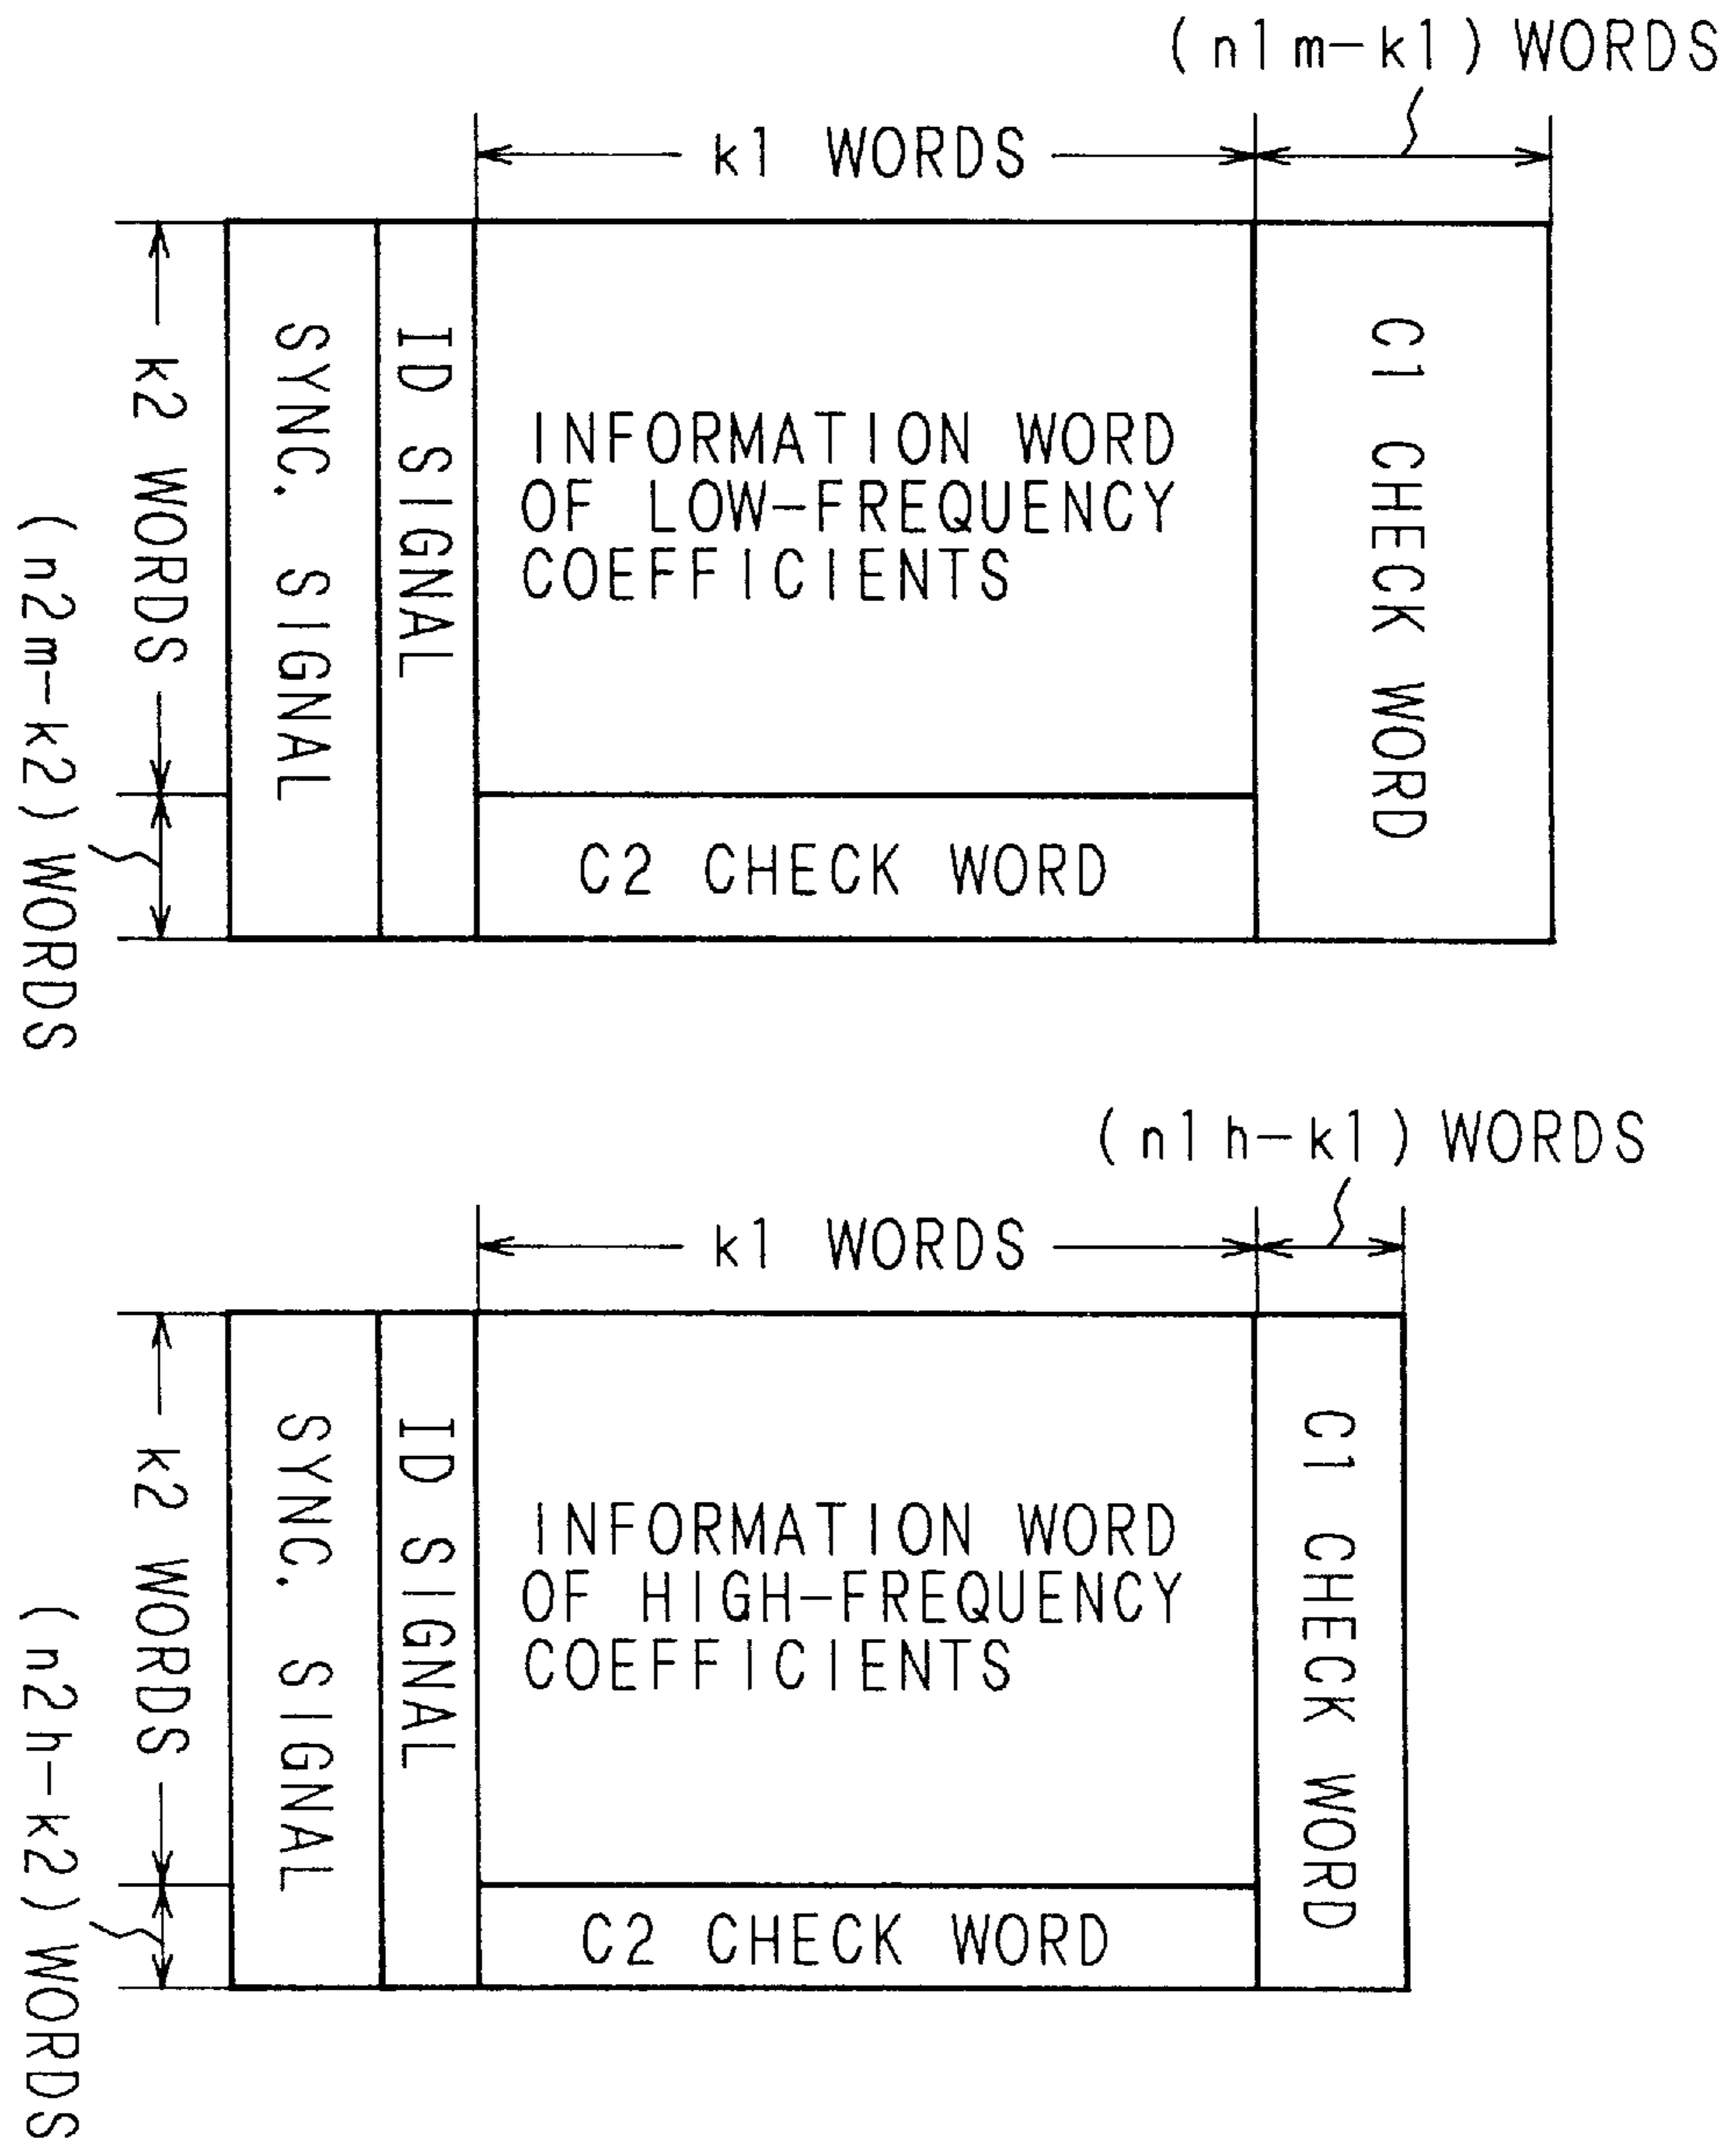 (n1m-k1) WORDS
k1 WORDS
k2 WORDS
(n2m-k2) WORDS
SYNC. SIGNAL
ID SIGNAL
INFORMATION WORD
OF LOW-FREQUENCY
COEFFICIENTS
C1 CHECK WORD
C2 CHECK WORD
(n1h-k1) WORDS
k1 WORDS
k2 WORDS
(n2h-k2) WORDS
SYNC. SIGNAL
ID SIGNAL
INFORMATION WORD
OF HIGH-FREQUENCY
COEFFICIENTS
C1 CHECK WORD
C2 CHECK WORD